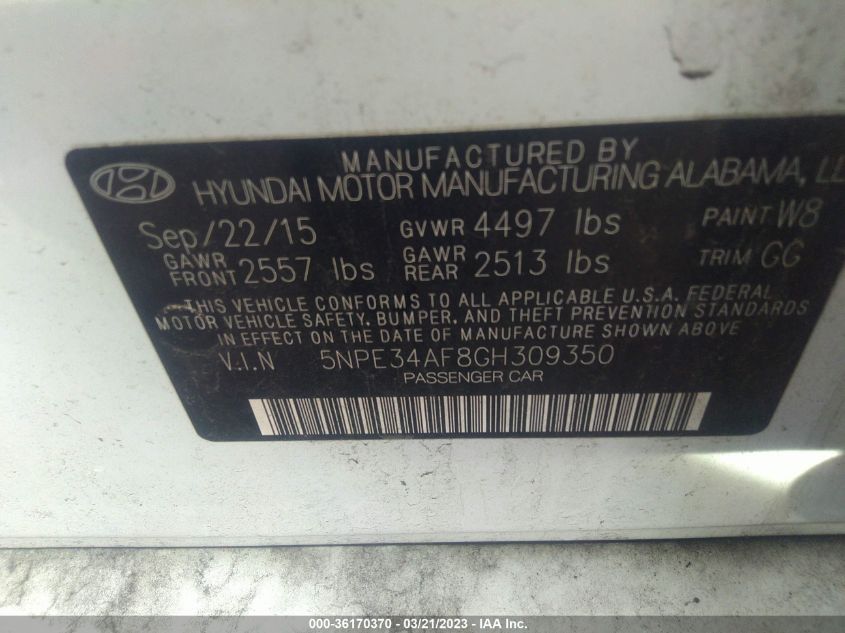 MANUFACTURED BY
HYUNDAI MOTOR MANUFACTURING ALABAMA, LL
Sep/22/15 GVWR 4497 lbs PAINT W8
GAWR FRONT 2557 lbs GAWR REAR 2513 lbs TRIM GG
THIS VEHICLE CONFORMS TO ALL APPLICABLE U.S.A. FEDERAL
MOTOR VEHICLE SAFETY, BUMPER, AND THEFT PREVENTION STANDARDS
IN EFFECT ON THE DATE OF MANUFACTURE SHOWN ABOVE
V.I.N 5NPE34AF8GH309350
PASSENGER CAR
000-36170370 - 03/21/2023 - IAA Inc.